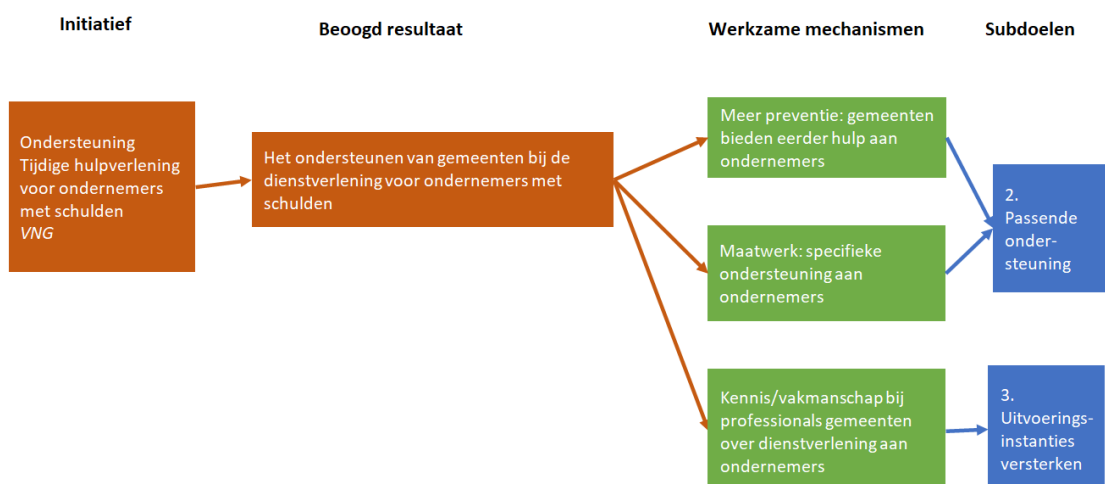 Initiatief
Beoogd resultaat
Werkzame mechanismen
Subdoelen
Ondersteuning
Tijdige hulpverlening
voor ondernemers
met schulden
VNG
Het ondersteunen van gemeenten bij de
dienstverlening voor ondernemers met
schulden
Meer preventie: gemeenten
bieden eerder hulp aan
ondernemers
Maatwerk: specifieke
ondersteuning aan
ondernemers
Kennis/vakmanschap bij
professionals gemeenten
over dienstverlening aan
ondernemers
2.
Passende
onder-
steuning
3.
Uitvoerings-
instanties
versterken